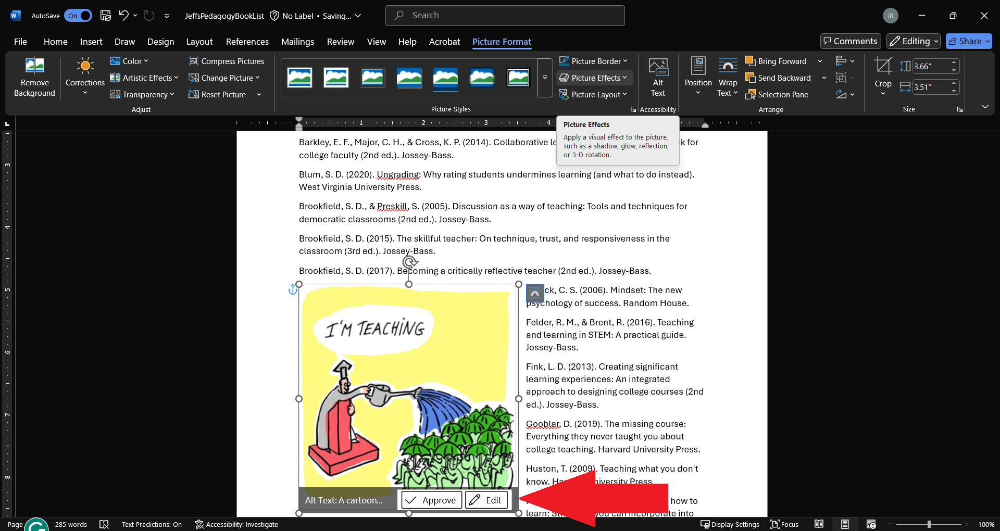 AutoSave On JeffsPedagogyBookList No Label • Saving... Search JR
File Home Insert Draw Design Layout References Mailings Review View Help Acrobat Picture Format Comments Editing Share
Remove Background
Corrections
Color
Artistic Effects
Transparency
Compress Pictures
Change Picture
Reset Picture
Adjust
Picture Styles
Picture Border
Picture Effects
Picture Layout
Alt Text
Accessibility
Position
Wrap Text
Bring Forward
Send Backward
Selection Pane
Arrange
Crop
3.66"
3.51"
Size
1 2 3 4
Picture Effects
Apply a visual effect to the picture,
such as a shadow, glow, reflection,
or 3-D rotation.
3
4
5
6
7
8
Barkley, E. F., Major, C. H., & Cross, K. P. (2014). Collaborative for
college faculty (2nd ed.). Jossey-Bass.
Blum, S. D. (2020). Ungrading: Why rating students undermines learning (and what to do instead).
West Virginia University Press.
Brookfield, S. D., & Preskill, S. (2005). Discussion as a way of teaching: Tools and techniques for
democratic classrooms (2nd ed.). Jossey-Bass.
Brookfield, S. D. (2015). The skillful teacher: On technique, trust, and responsiveness in the
classroom (3rd ed.). Jossey-Bass.
Brookfield, S. D. (2017). Becoming a critically reflective teacher (2nd ed.). Jossey-Bass.
I'M TEACHING
Alt Text: A cartoon... Approve Edit
ck, C. S. (2006). Mindset: The new
psychology of success. Random House.
Felder, R. M., & Brent, R. (2016). Teaching
and learning in STEM: A practical guide.
Jossey-Bass.
Fink, L. D. (2013). Creating significant
learning experiences: An integrated
approach to designing college courses (2nd
ed.). Jossey-Bass.
Gooblar, D. (2019). The missing course:
Everything they never taught you about
college teaching. Harvard University Press.
Huston, T. (2009). Teaching what you don't
know. University Press.
how to
learn: you can incorporate into
Page 285 words Text Predictions: On Accessibility: Investigate Display Settings Focus 100%